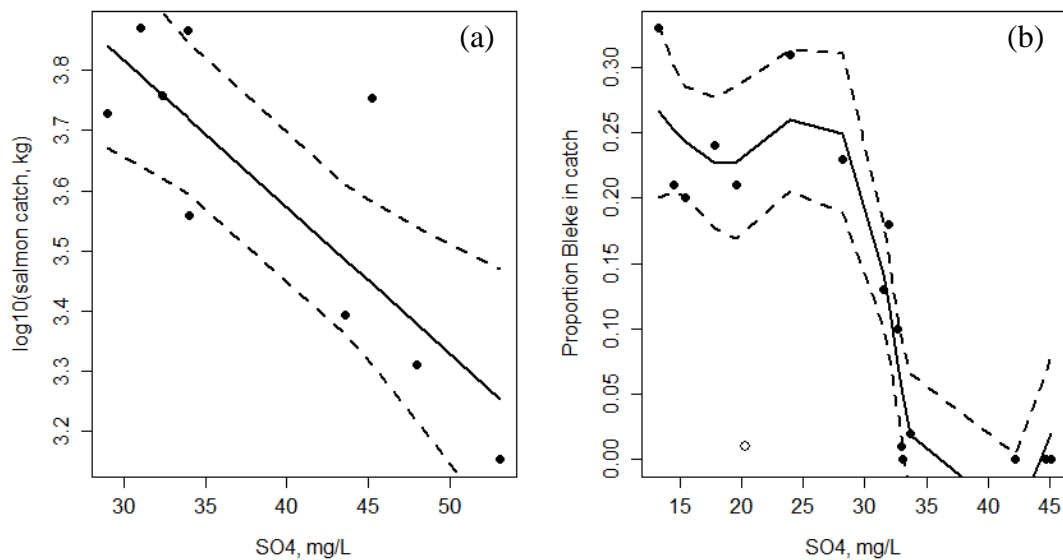 (a)
log10(salmon catch, kg)
3.8
3.7
3.6
3.5
3.4
3.3
3.2
30 35 40 45 50
SO4, mg/L
(b)
Proportion Bleke in catch
0.30
0.25
0.20
0.15
0.10
0.05
0.00
15 20 25 30 35 40 45
SO4, mg/L